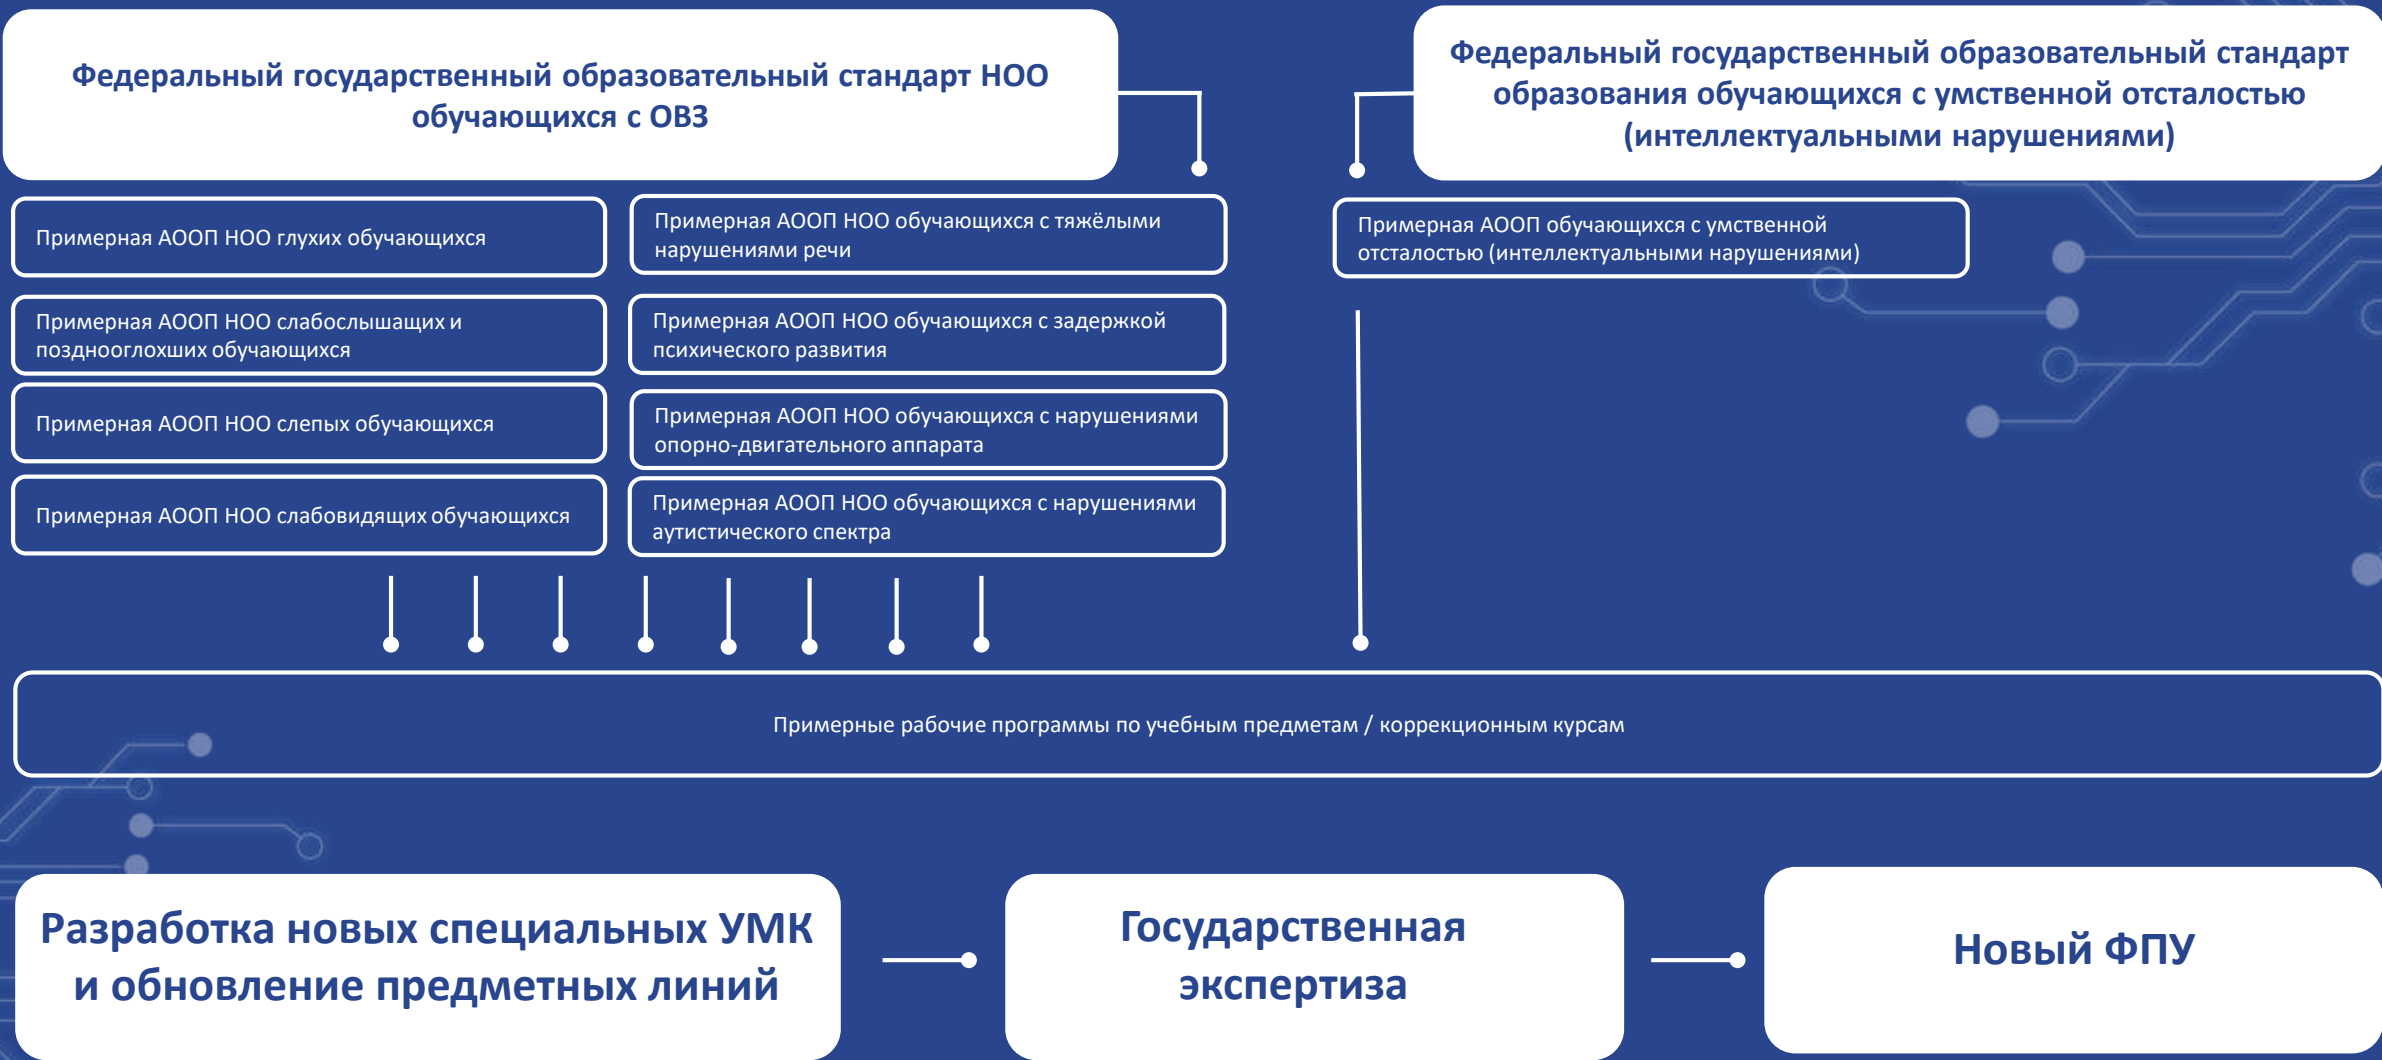 Федеральный государственный образовательный стандарт НОО
обучающихся с ОВЗ
Федеральный государственный образовательный стандарт
образования обучающихся с умственной отсталостью
(интеллектуальными нарушениями)
Примерная АООП НОО глухих обучающихся
Примерная АООП НОО слабослышащих и
позднооглохших обучающихся
Примерная АООП НОО слепых обучающихся
Примерная АООП НОО слабовидящих обучающихся
Примерная АООП НОО обучающихся с тяжёлыми
нарушениями речи
Примерная АООП НОО обучающихся с задержкой
психического развития
Примерная АООП НОО обучающихся с нарушениями
опорно-двигательного аппарата
Примерная АООП НОО обучающихся с нарушениями
аутистического спектра
Примерная АООП обучающихся с умственной
отсталостью (интеллектуальными нарушениями)
Примерные рабочие программы по учебным предметам / коррекционным курсам
Разработка новых специальных УМК
и обновление предметных линий
Государственная
экспертиза
Новый ФПУ